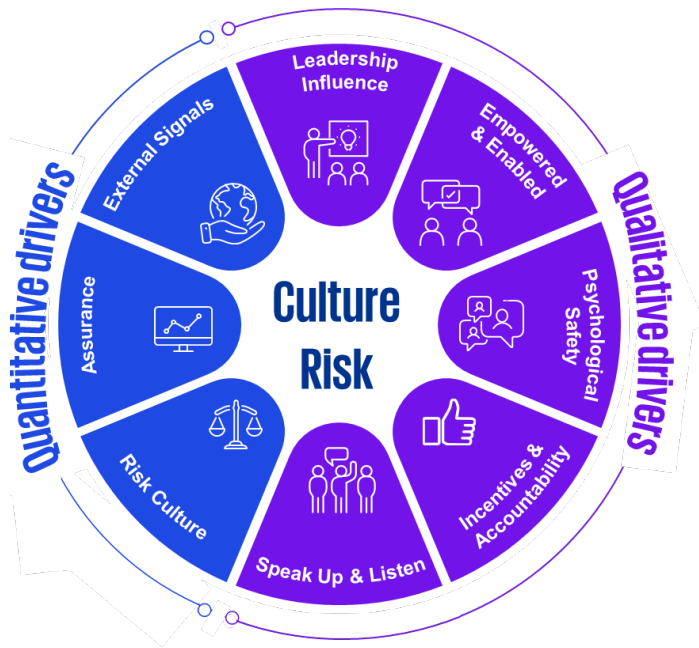 Leadership
Influence
Empowered
& Enabled
Psychological
Safety
Incentives &
Accountability
Speak Up & Listen
Risk Culture
Assurance
External Signals
Culture
Risk
Quantitative drivers
Qualitative drivers